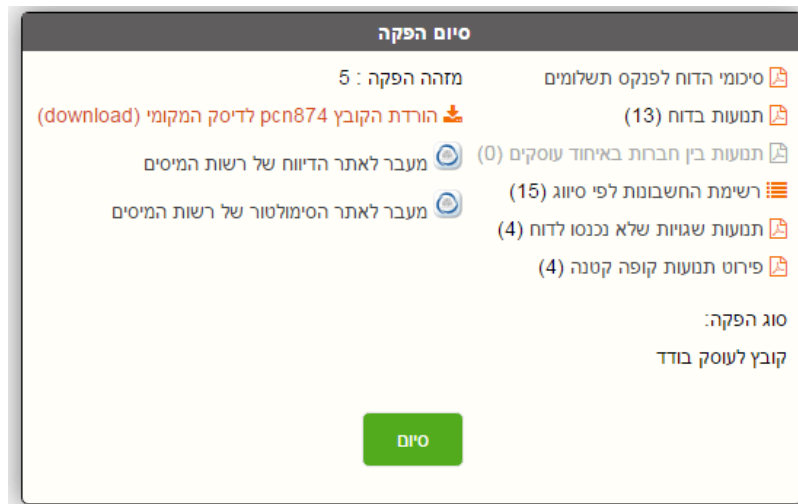 סיום הפקה
סיכומי הדוח לפנקס תשלומים
תנועות בדוח (13)
תנועות בין חברות באיחוד עוסקים (0)
רשימת החשבונות לפי סיווג (15)
תנועות שגויות שלא נכנסו לדוח (4)
פירוט תנועות קופה קטנה (4)
סוג הפקה:
קובץ לעוסק בודד
מזהה הפקה : 5
הורדת הקובץ pcn874 לדיסק המקומי (download)
מעבר לאתר הדיווח של רשות המיסים
מעבר לאתר הסימולטור של רשות המיסים
סיום